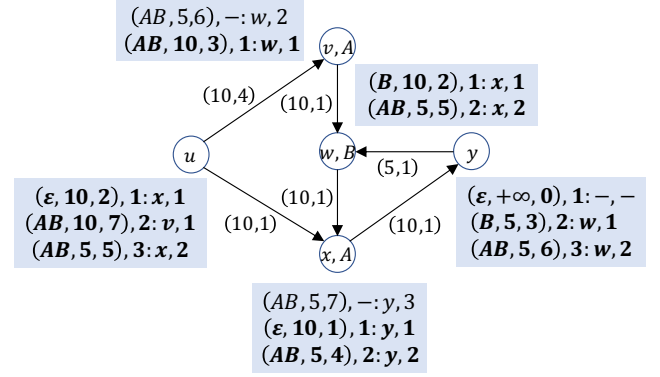 (AB, 5,6), −: w, 2
(AB, 10, 3), 1: w, 1
v, A
(B, 10, 2), 1: x, 1
(AB, 5, 5), 2: x, 2
(10,4)
(10,1)
u
w, B
y
(5,1)
(ε, 10, 2), 1: x, 1
(AB, 10, 7), 2: v, 1
(AB, 5, 5), 3: x, 2
(10,1)
(10,1)
(10,1)
(ε, +∞, 0), 1: −, −
(B, 5, 3), 2: w, 1
(AB, 5, 6), 3: w, 2
x, A
(AB, 5,7), −: y, 3
(ε, 10, 1), 1: y, 1
(AB, 5, 4), 2: y, 2